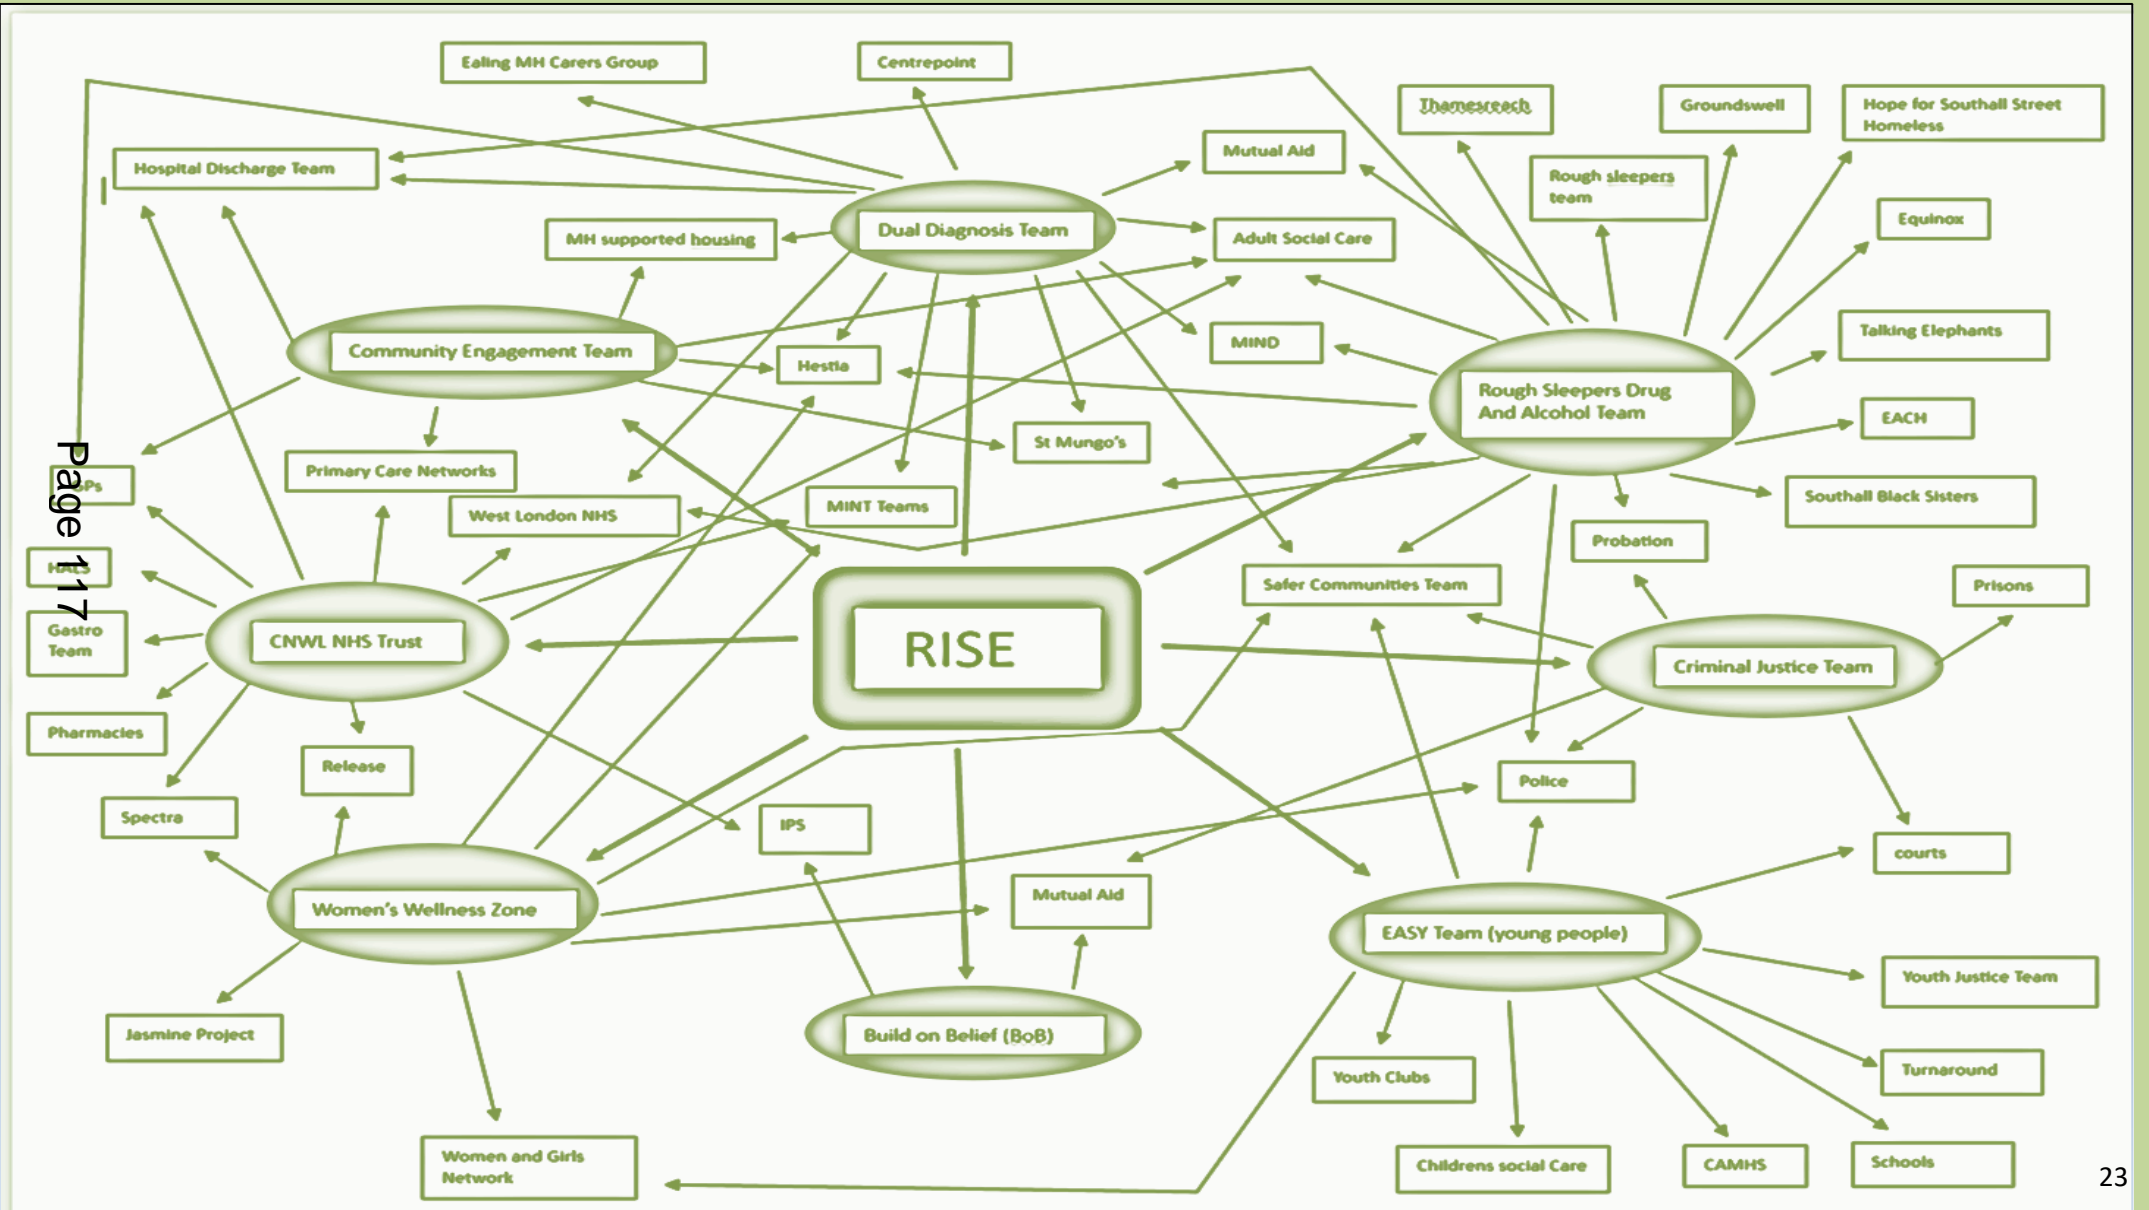 Ealing MH Carers Group
Centrepoint
Thamesreach
Groundswell
Hope for Southall Street
Homeless
Mutual Aid
Hospital Discharge Team
Rough sleepers
team
Equinox
MH supported housing
Dual Diagnosis Team
Adult Social Care
Talking Elephants
Community Engagement Team
Hestia
MIND
Rough Sleepers Drug
And Alcohol Team
EACH
St Mungo's
Primary Care Networks
GPs
West London NHS
MINT Teams
Southall Black Sisters
Probation
HALS
Page 117
Safer Communities Team
Prisons
Gastro
Team
CNWL NHS Trust
RISE
Criminal Justice Team
Pharmacies
Release
Police
Spectra
IPS
courts
Women's Wellness Zone
Mutual Aid
EASY Team (young people)
Youth Justice Team
Jasmine Project
Build on Belief (BoB)
Youth Clubs
Turnaround
Women and Girls
Network
Childrens social Care
CAMHS
Schools
23